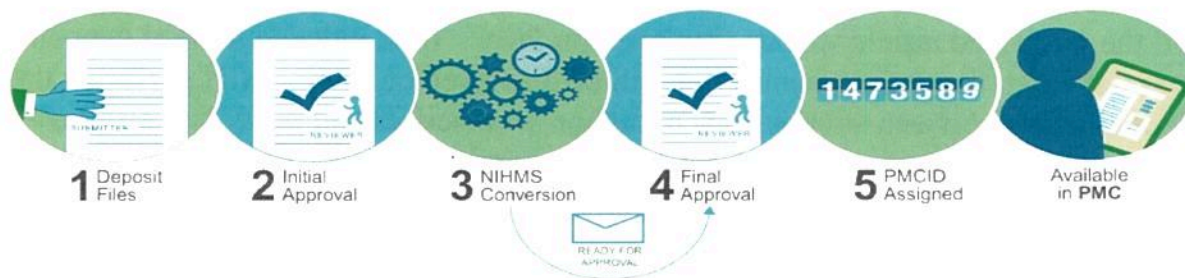 SUBMITTER
REVIEWER
REVIEWER
1473589
1 Deposit
Files
2 Initial
Approval
3 NIHMS
Conversion
4 Final
Approval
5 PMCID
Assigned
Available
in PMC
READY FOR
APPROVAL